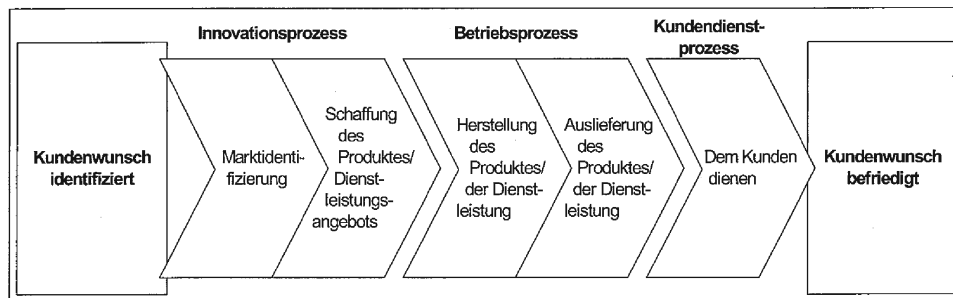 Innovationsprozess
Betriebsprozess
Kundendienst-
prozess
Kundenwunsch
identifiziert
Marktidenti-
fizierung
Schaffung
des
Produktes/
Dienst-
leistungs-
angebots
Herstellung
des
Produktes/
der Dienst-
leistung
Auslieferung
des
Produktes/
der Dienst-
leistung
Dem Kunden
dienen
Kundenwunsch
befriedigt